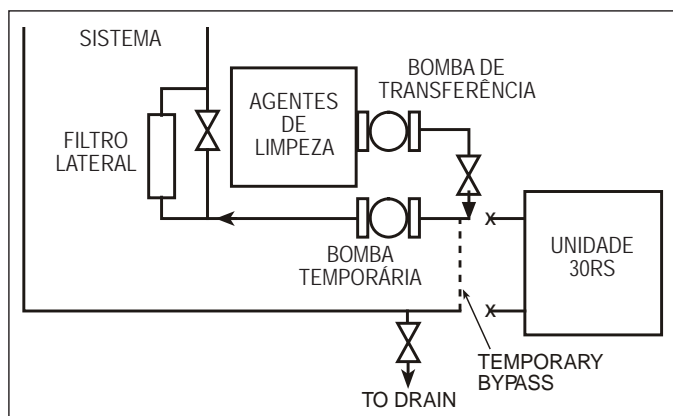 SISTEMA
BOMBA DE
TRANSFERÊNCIA
AGENTES
DE
LIMPEZA
FILTRO
LATERAL
X
UNIDADE
30RS
BOMBA
TEMPORÁRIA
X
TEMPORARY
BYPASS
TO DRAIN